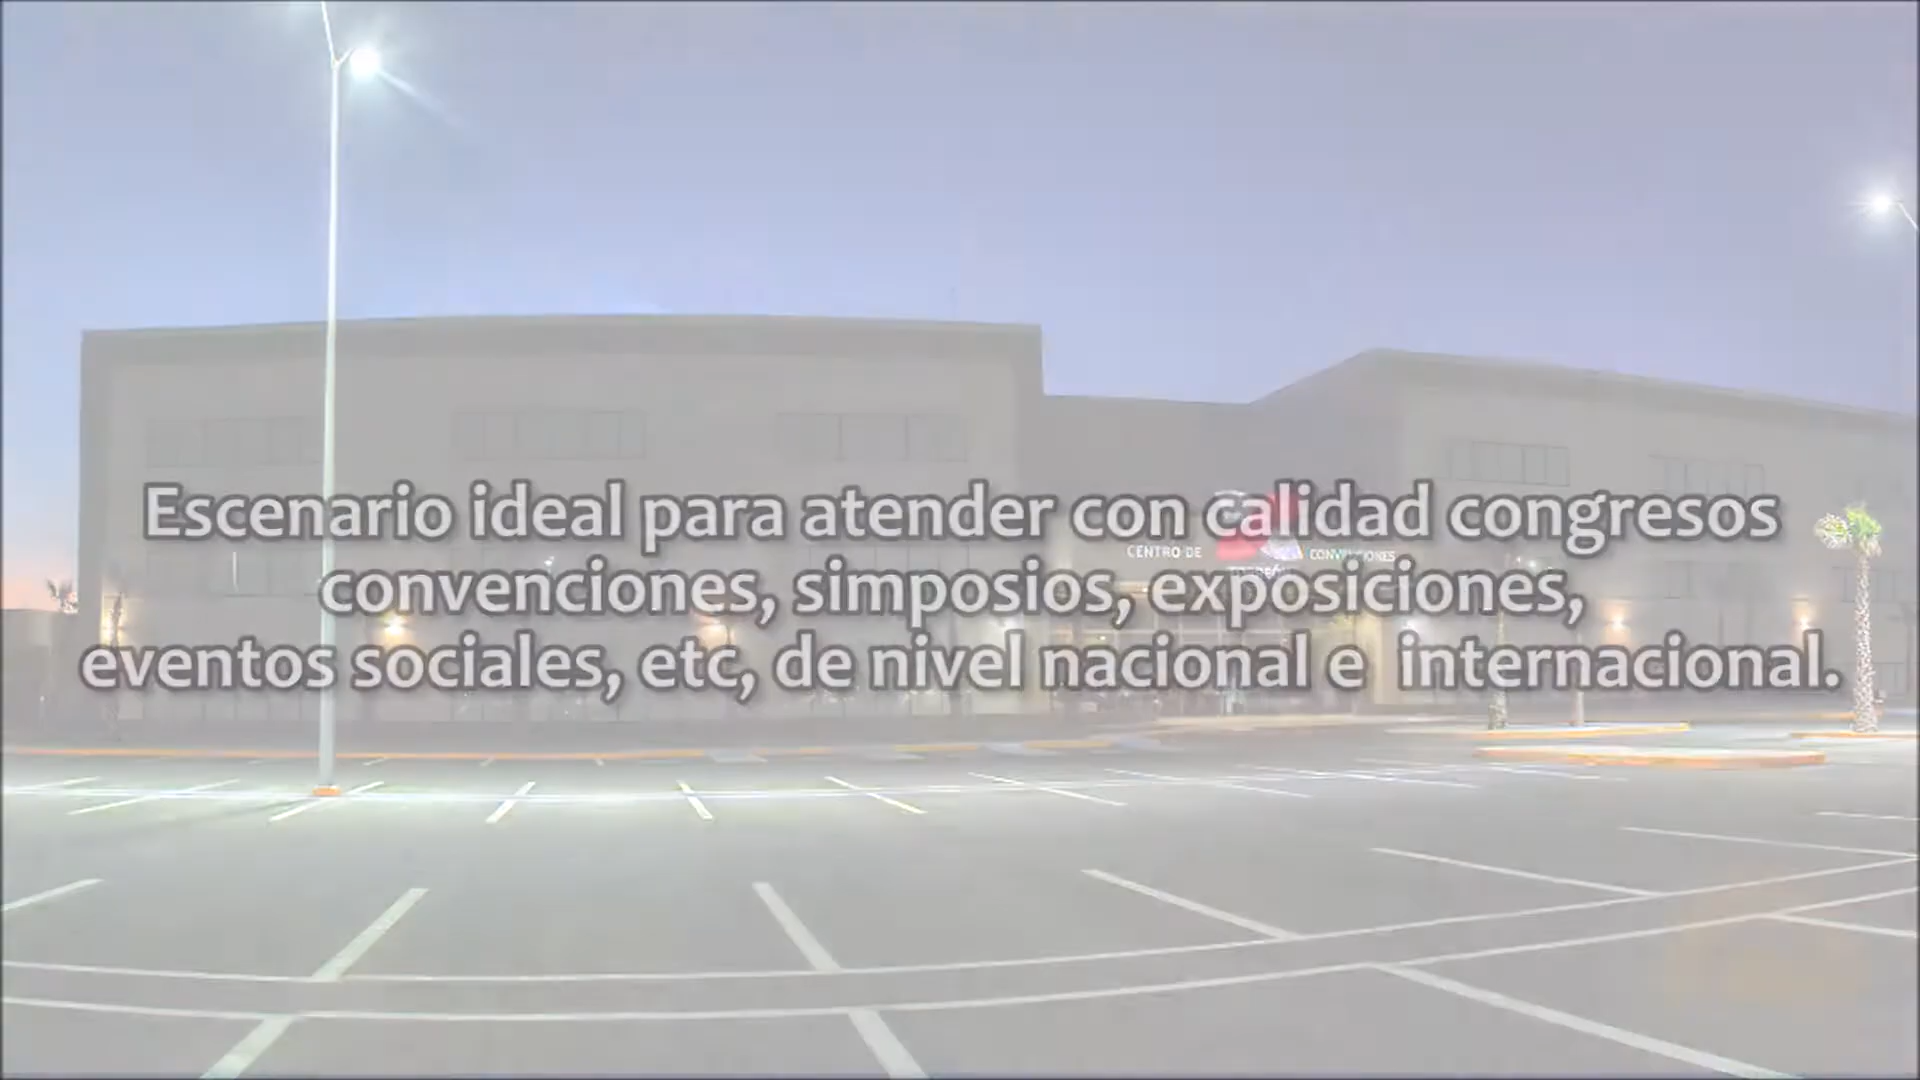 Escenario ideal para atender con calidad congresos
convenciones, simposios, exposiciones,
eventos sociales, etc, de nivel nacional e  internacional.
CENTRO DE
CONVENCIONES